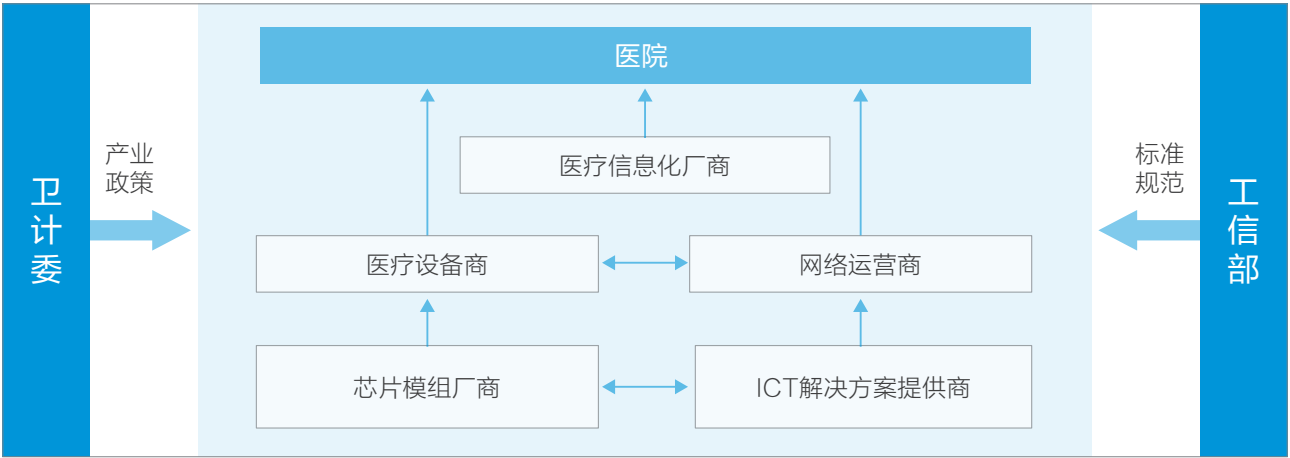 医院
医疗信息化厂商
产业
政策
标准
规范
卫计委
工信部
医疗设备商
网络运营商
芯片模组厂商
ICT解决方案提供商